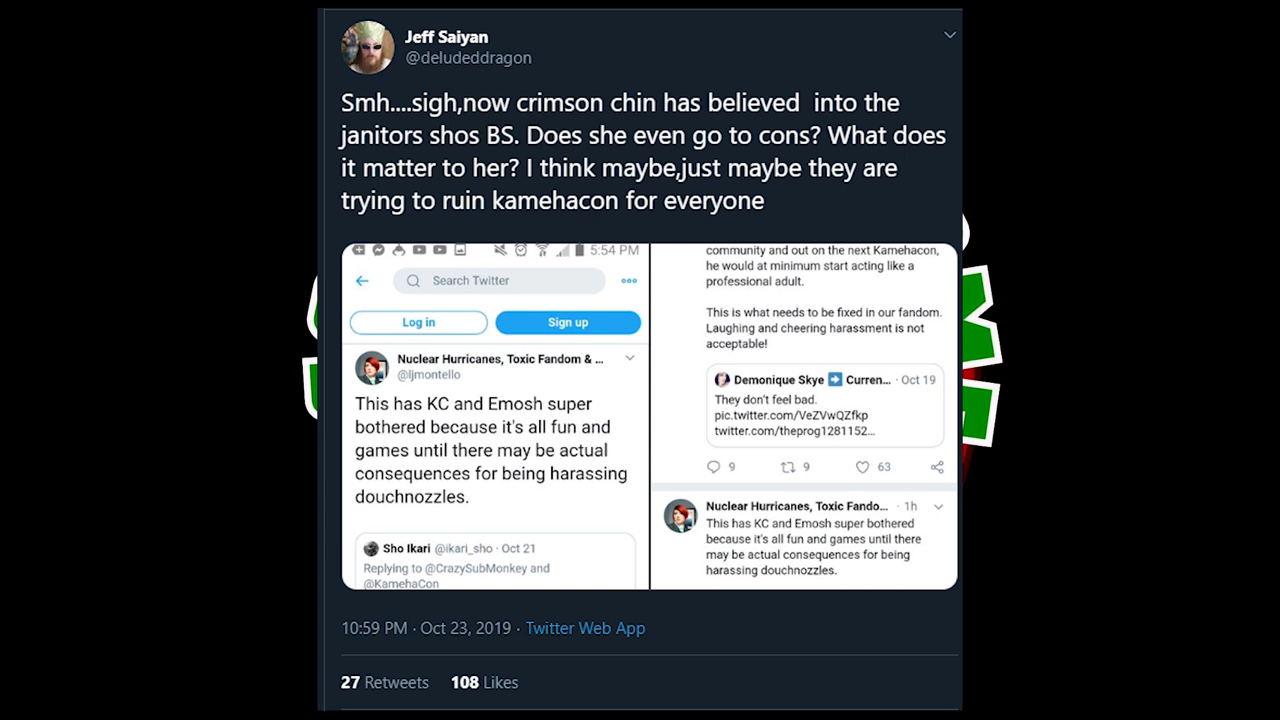 Jeff Saiyan
@deludeddragon
Smh....sigh,now crimson chin has believed  into the
janitors shos BS. Does she even go to cons? What does
it matter to her? I think maybe,just maybe they are
trying to ruin kamehacon for everyone
5:54 PM
Search Twitter
Log in
Sign up
Nuclear Hurricanes, Toxic Fandom & ...
@ljmontello
This has KC and Emosh super
bothered because it's all fun and
games until there may be actual
consequences for being harassing
douchnozzles.
Sho Ikari @ikari_sho · Oct 21
Replying to @CrazySubMonkey and
@KamehaCon
community and out on the next Kamehacon,
he would at minimum start acting like a
professional adult.
This is what needs to be fixed in our fandom.
Laughing and cheering harassment is not
acceptable!
Demonique Skye ➡️ Curren... · Oct 19
They don't feel bad.
pic.twitter.com/VeZVwQZfkp
twitter.com/theprog1281152...
9 9 63
Nuclear Hurricanes, Toxic Fando... · 1h
This has KC and Emosh super bothered
because it's all fun and games until there
may be actual consequences for being
harassing douchnozzles.
10:59 PM · Oct 23, 2019 · Twitter Web App
27 Retweets 108 Likes